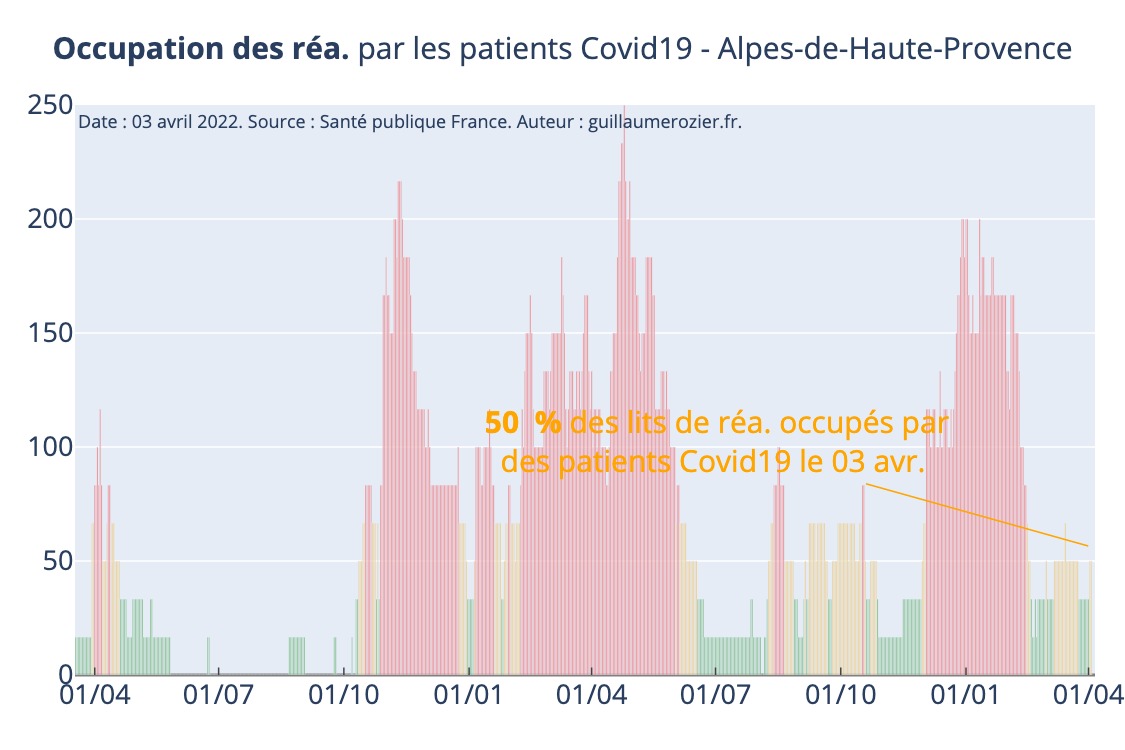 Occupation des réa. par les patients Covid19 - Alpes-de-Haute-Provence
250
Date : 03 avril 2022. Source : Santé publique France. Auteur : guillaumerozier.fr.
200
150
50 % des lits de réa. occupés par
100
des patients Covid19 le 03 avr.
50
0
01/04 01/07 01/10 01/01 01/04 01/07 01/10 01/01 01/04